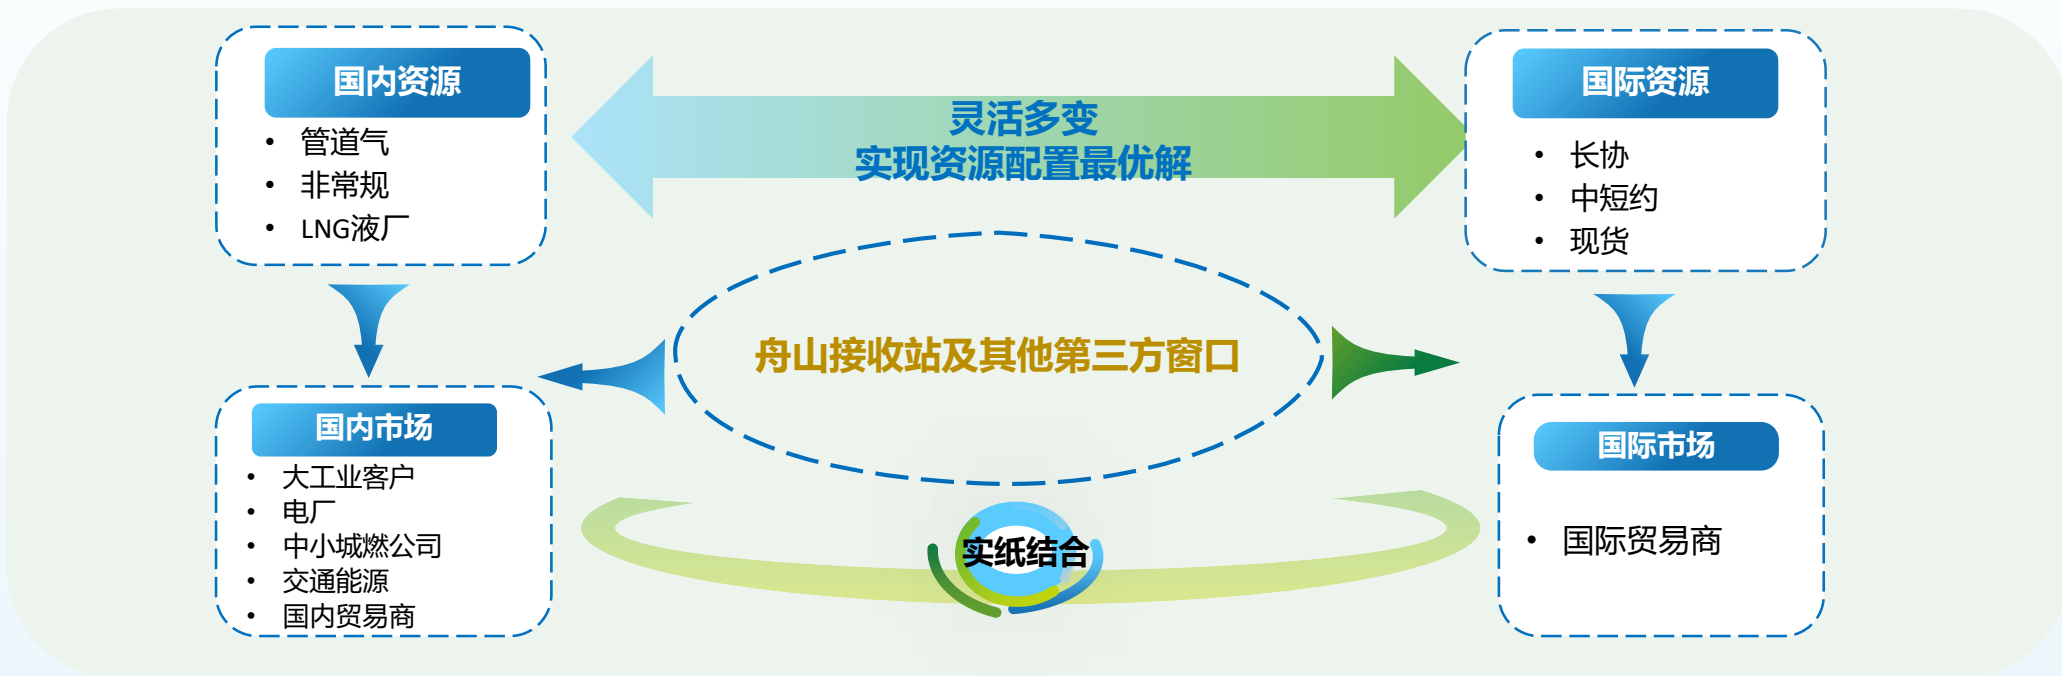 国内资源
• 管道气
• 非常规
• LNG液厂
灵活多变
实现资源配置最优解
国际资源
• 长协
• 中短约
• 现货
舟山接收站及其他第三方窗口
国内市场
• 大工业客户
• 电厂
• 中小城燃公司
• 交通能源
• 国内贸易商
实纸结合
国际市场
• 国际贸易商